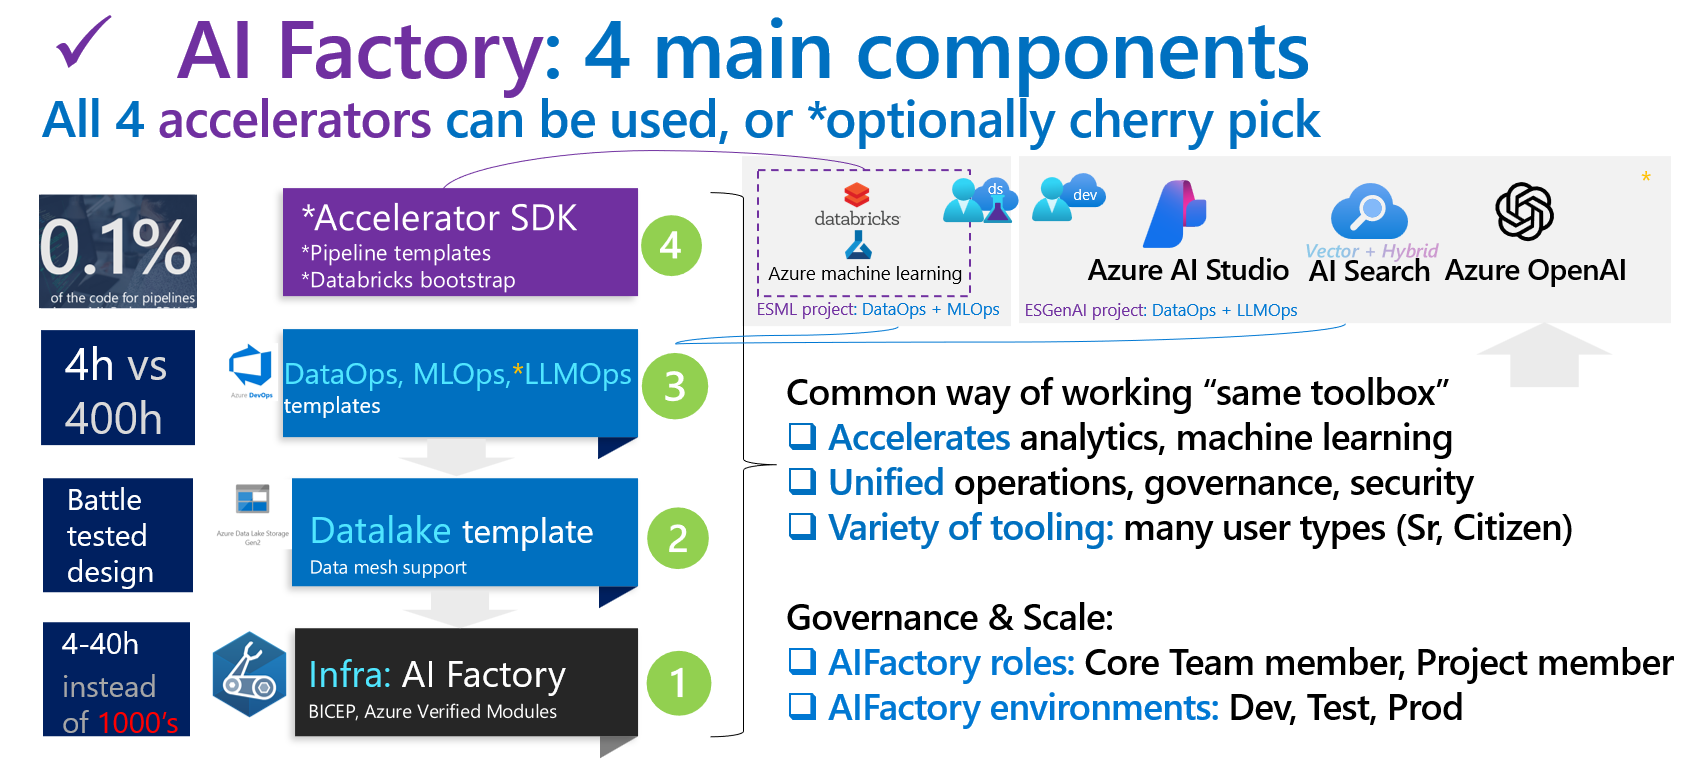 AI Factory: 4 main components
All 4 accelerators can be used, or *optionally cherry pick
0.1%
of the code for pipelines
*Accelerator SDK
*Pipeline templates
*Databricks bootstrap
4
databricks
Azure machine learning
ds
ESML project: DataOps + MLOps
dev
Azure AI Studio
Vector + Hybrid
AI Search
Azure OpenAI
*
ESGenAI project: DataOps + LLMOps
4h vs
400h
Azure DevOps
DataOps, MLOps,*LLMOps
templates
3
Battle
tested
design
Azure Data Lake Storage
Gen2
Datalake template
Data mesh support
2
4-40h
instead
of 1000's
Infra: AI Factory
BICEP, Azure Verified Modules
1
Common way of working “same toolbox”
Accelerates analytics, machine learning
Unified operations, governance, security
Variety of tooling: many user types (Sr, Citizen)
Governance & Scale:
AIFactory roles: Core Team member, Project member
AIFactory environments: Dev, Test, Prod